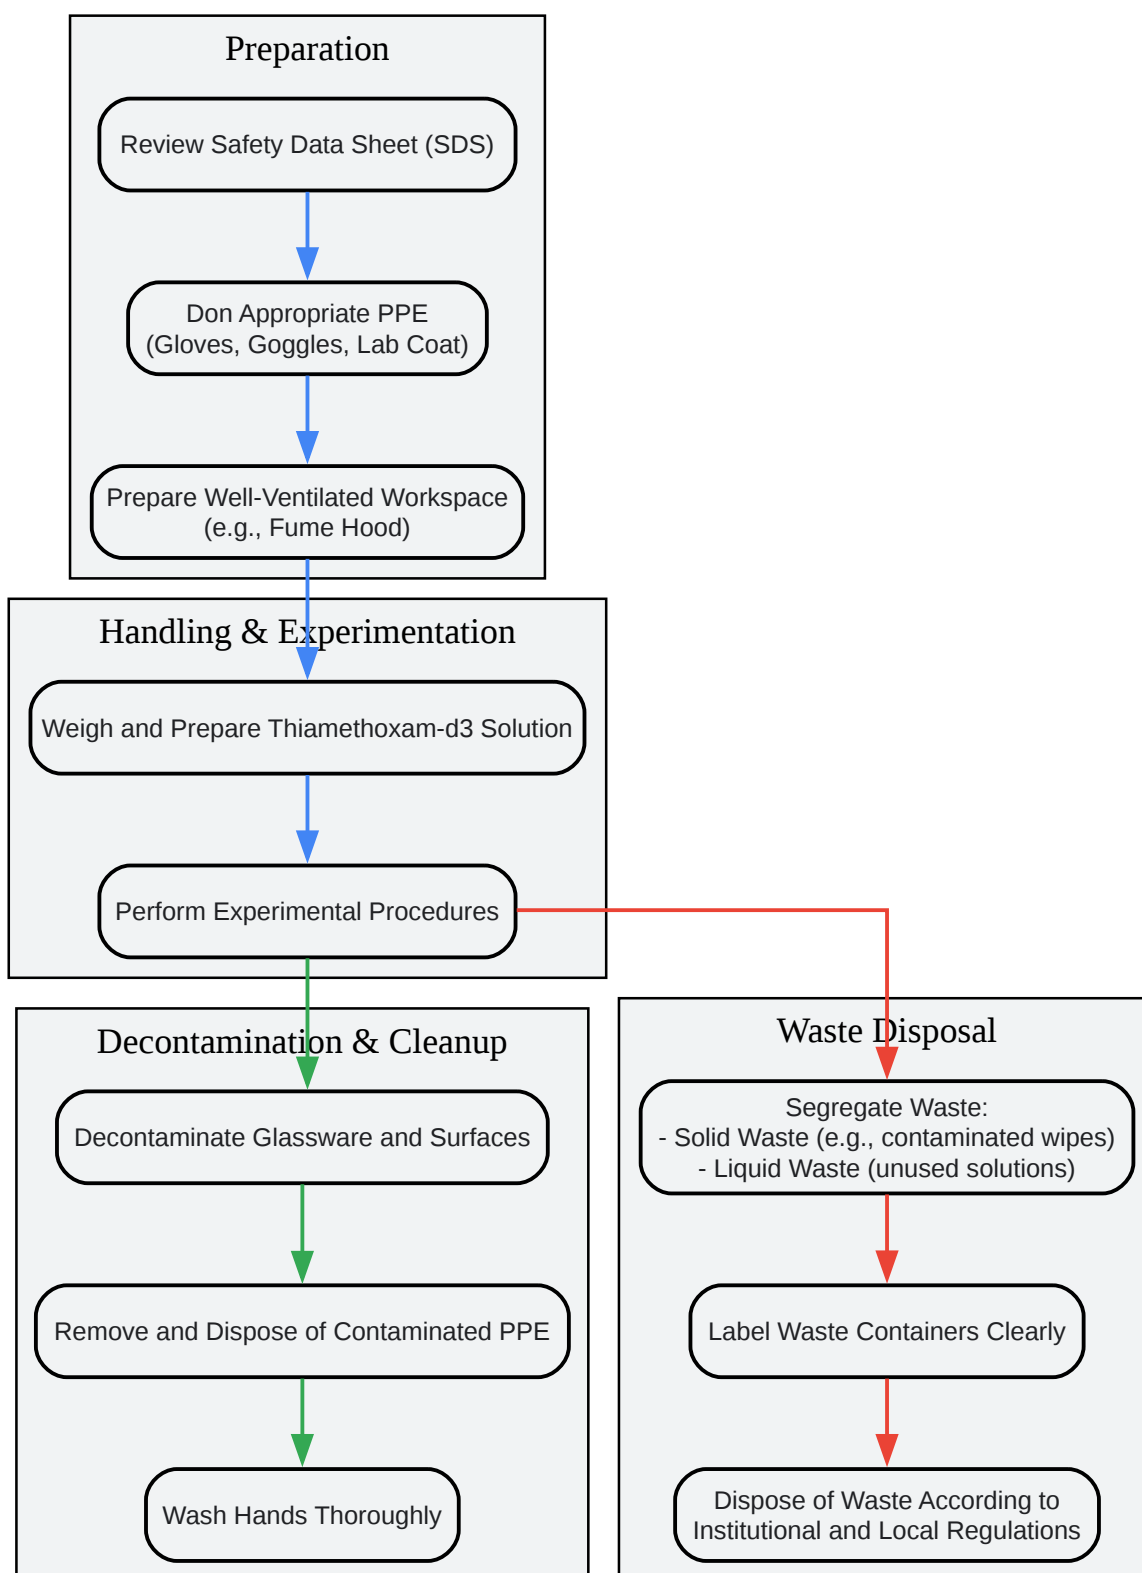 Preparation
Review Safety Data Sheet (SDS)
Don Appropriate PPE
(Gloves, Goggles, Lab Coat)
Prepare Well-Ventilated Workspace
(e.g., Fume Hood)
Handling & Experimentation
Weigh and Prepare Thiamethoxam-d3 Solution
Perform Experimental Procedures
Decontamination & Cleanup
Decontaminate Glassware and Surfaces
Remove and Dispose of Contaminated PPE
Wash Hands Thoroughly
Waste Disposal
Segregate Waste:
- Solid Waste (e.g., contaminated wipes)
- Liquid Waste (unused solutions)
Label Waste Containers Clearly
Dispose of Waste According to
Institutional and Local Regulations